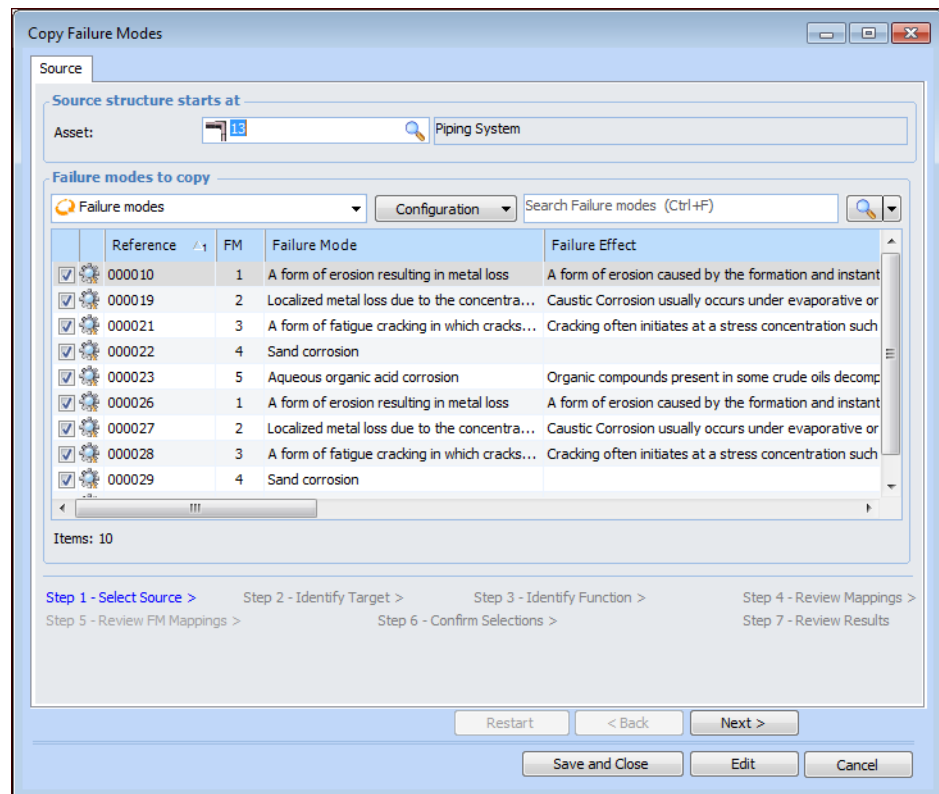 Copy Failure Modes
Source
Source structure starts at
Asset: 13 Piping System
Failure modes to copy
Failure modes Configuration Search Failure modes (Ctrl+F)
Reference 1 FM Failure Mode Failure Effect
000010 1 A form of erosion resulting in metal loss A form of erosion caused by the formation and instant
000019 2 Localized metal loss due to the concentra... Caustic Corrosion usually occurs under evaporative or
000021 3 A form of fatigue cracking in which cracks... Cracking often initiates at a stress concentration such
000022 4 Sand corrosion
000023 5 Aqueous organic acid corrosion Organic compounds present in some crude oils decomp
000026 1 A form of erosion resulting in metal loss A form of erosion caused by the formation and instant
000027 2 Localized metal loss due to the concentra... Caustic Corrosion usually occurs under evaporative or
000028 3 A form of fatigue cracking in which cracks... Cracking often initiates at a stress concentration such
000029 4 Sand corrosion
Items: 10
Step 1 - Select Source > Step 2 - Identify Target > Step 3 - Identify Function > Step 4 - Review Mappings >
Step 5 - Review FM Mappings > Step 6 - Confirm Selections > Step 7 - Review Results
Restart < Back Next >
Save and Close Edit Cancel